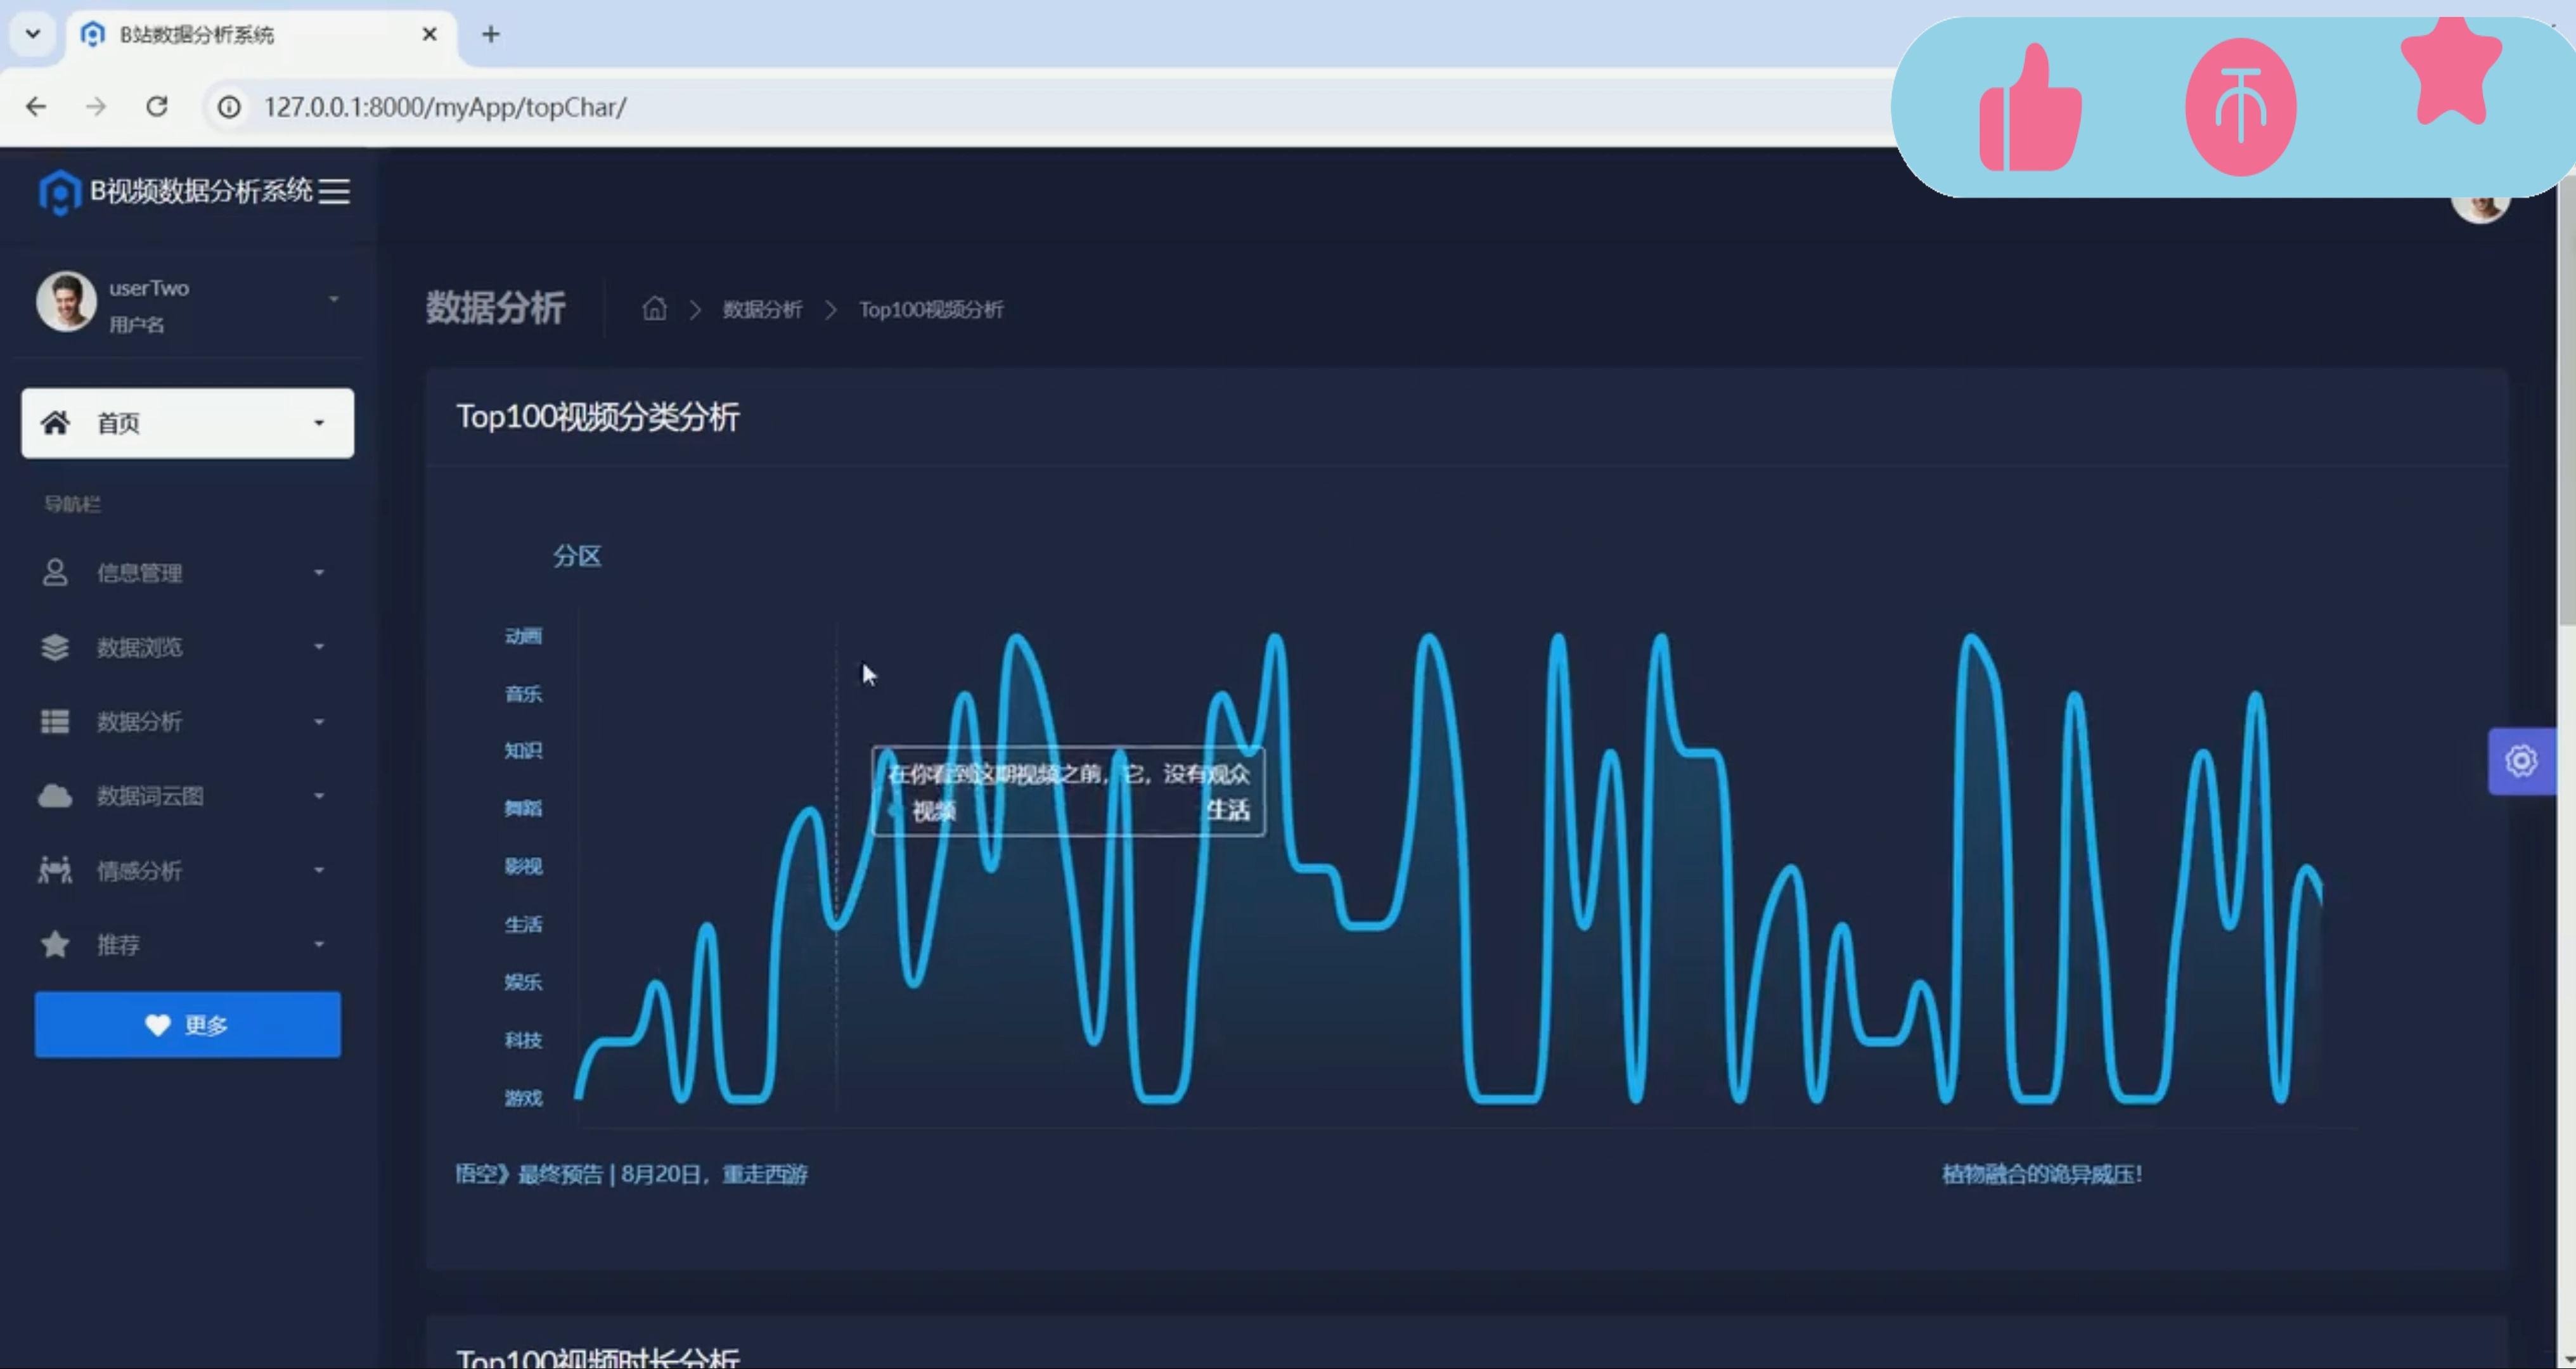 B站数据分析系统
127.0.0.1:8000/myApp/topChar/
B视频数据分析系统
userTwo
用户名
首页
导航栏
信息管理
数据浏览
数据分析
数据词云图
情感分析
推荐
更多
数据分析
数据分析
Top100视频分析
Top100视频分类分析
分区
动画
音乐
知识
舞蹈
影视
生活
娱乐
科技
游戏
在你看到这期视频之前，它，没有观众
视频 生活
悟空》最终预告 | 8月20日，重走西游
植物融合的诡异威压！
Top100视频时长分析